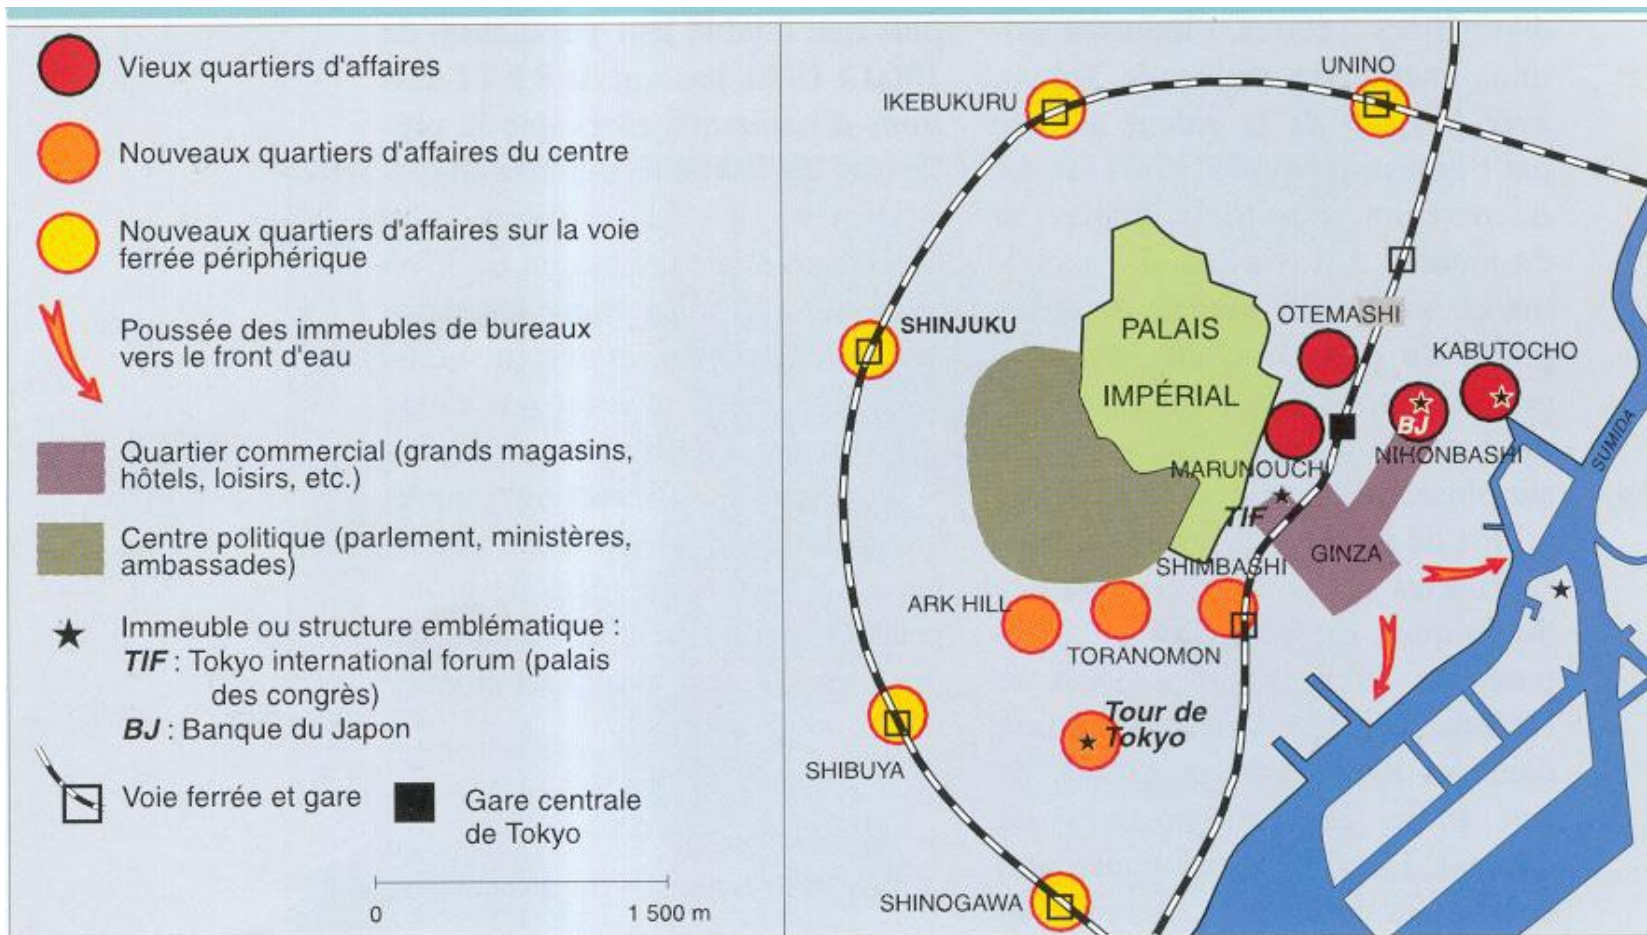 Vieux quartiers d'affaires
Nouveaux quartiers d'affaires du centre
Nouveaux quartiers d'affaires sur la voie
ferrée périphérique
Poussée des immeubles de bureaux
vers le front d'eau
Quartier commercial (grands magasins,
hôtels, loisirs, etc.)
Centre politique (parlement, ministères,
ambassades)
Immeuble ou structure emblématique :
TIF : Tokyo international forum (palais
des congrès)
BJ : Banque du Japon
Voie ferrée et gare
Gare centrale
de Tokyo
0 1 500 m
UNINO
IKEBUKURU
SHINJUKU
PALAIS
IMPÉRIAL
OTEMASHI
KABUTOCHO
BJ
NIHONBASHI
SUMIDA
MARUNOUCHI
TIF
GINZA
SHIMBASHI
ARK HILL
TORANOMON
Tour de
Tokyo
SHIBUYA
SHINOGAWA